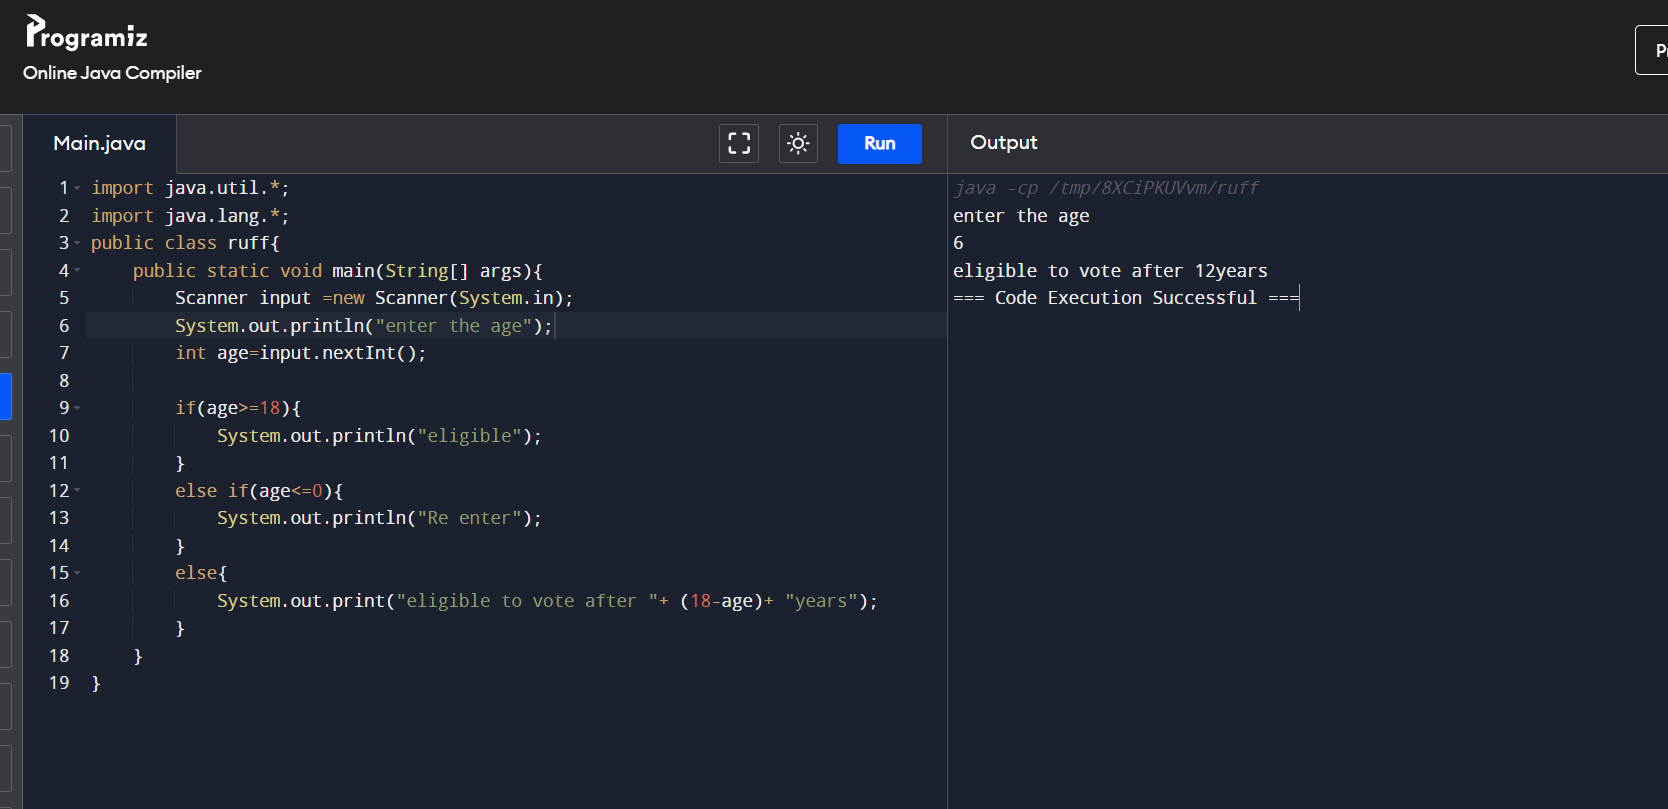 Programiz
Online Java Compiler
Main.java
Run
Output
1 import java.util.*;
2 import java.lang.*;
3 public class ruff{
4     public static void main(String[] args){
5         Scanner input =new Scanner(System.in);
6         System.out.println("enter the age");
7         int age=input.nextInt();
8
9         if(age>=18){
10             System.out.println("eligible");
11         }
12         else if(age<=0){
13             System.out.println("Re enter");
14         }
15         else{
16             System.out.print("eligible to vote after "+ (18-age)+ "years");
17         }
18     }
19 }
java -cp /tmp/8XCiPKUVvm/ruff
enter the age
6
eligible to vote after 12years
=== Code Execution Successful ===